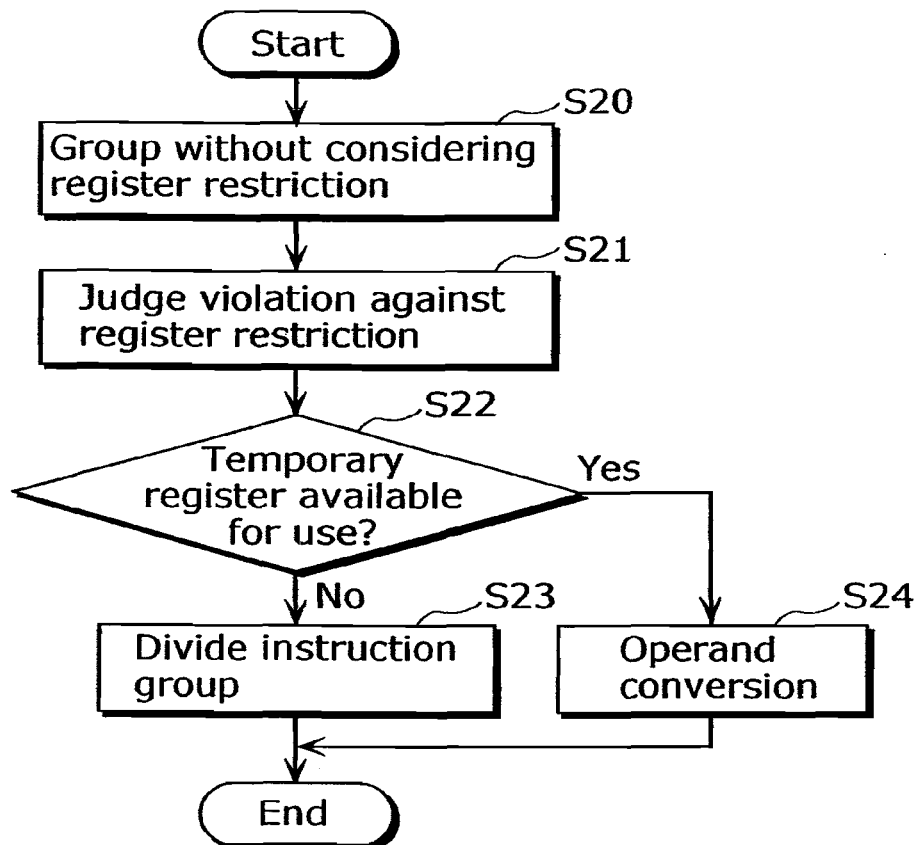 Start
S20
Group without considering
register restriction
S21
Judge violation against
register restriction
S22
Temporary
register available
for use?
Yes
No
S23
Divide instruction
group
S24
Operand
conversion
End